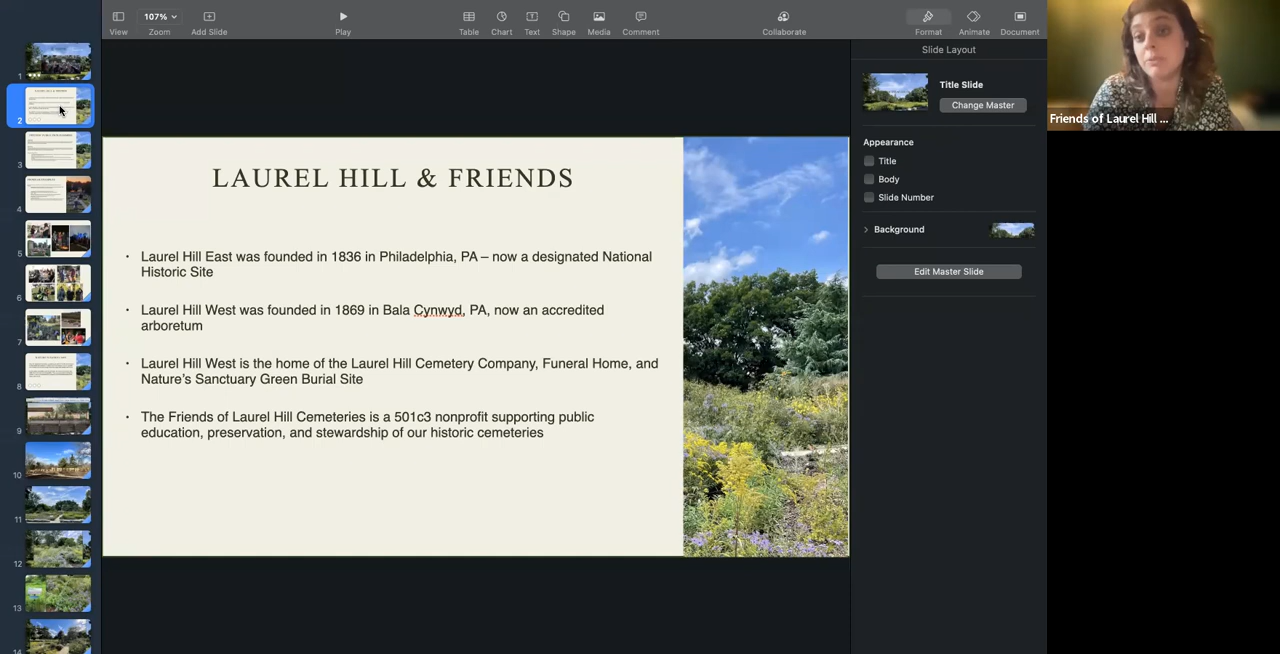 107%
View
Zoom
Add Slide
Play
Table
Chart
Text
Shape
Media
Comment
Collaborate
Format
Animate
Document
1
2
3
4
5
6
7
8
9
10
11
12
13
14
LAUREL HILL & FRIENDS
• Laurel Hill East was founded in 1836 in Philadelphia, PA – now a designated National
Historic Site
• Laurel Hill West was founded in 1869 in Bala Cynwyd, PA, now an accredited
arboretum
• Laurel Hill West is the home of the Laurel Hill Cemetery Company, Funeral Home, and
Nature's Sanctuary Green Burial Site
• The Friends of Laurel Hill Cemeteries is a 501c3 nonprofit supporting public
education, preservation, and stewardship of our historic cemeteries
Slide Layout
Title Slide
Change Master
Appearance
Title
Body
Slide Number
Background
Edit Master Slide
Friends of Laurel Hill ...